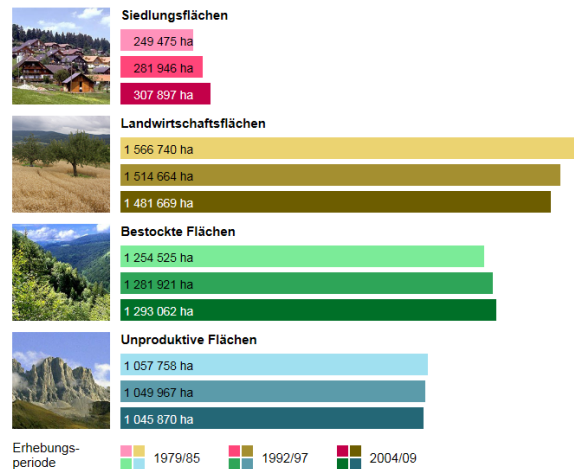 Siedlungsflächen
249 475 ha
281 946 ha
307 897 ha
Landwirtschaftsflächen
1 566 740 ha
1 514 664 ha
1 481 669 ha
Bestockte Flächen
1 254 525 ha
1 281 921 ha
1 293 062 ha
Unproduktive Flächen
1 057 758 ha
1 049 967 ha
1 045 870 ha
Erhebungs-
periode
1979/85 1992/97 2004/09